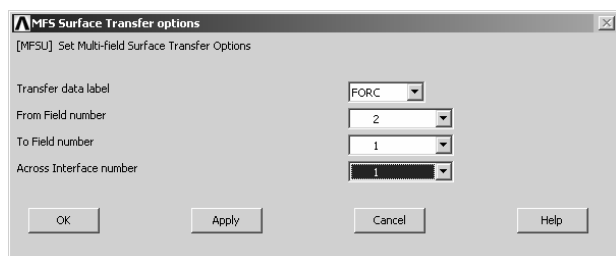 MFS Surface Transfer options
[MFSU] Set Multi-field Surface Transfer Options
Transfer data label FORC
From Field number 2
To Field number 1
Across Interface number 1
OK Apply Cancel Help